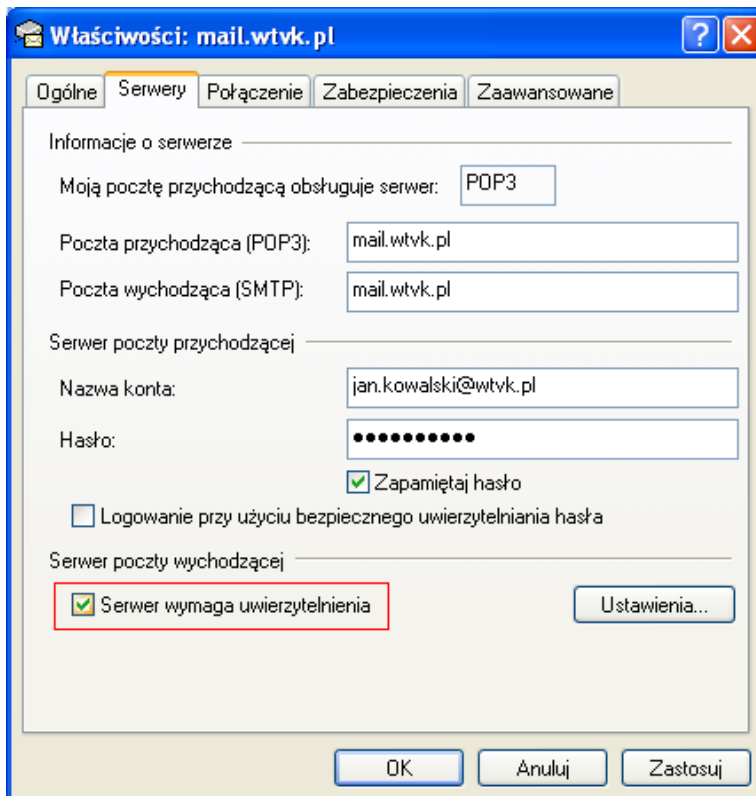 Właściwości: mail.wtvk.pl
Ogólne Serwery Połączenie Zabezpieczenia Zaawansowane
Informacje o serwerze
Moją pocztę przychodzącą obsługuje serwer: POP3
Poczta przychodząca (POP3): mail.wtvk.pl
Poczta wychodząca (SMTP): mail.wtvk.pl
Serwer poczty przychodzącej
Nazwa konta: jan.kowalski@wtvk.pl
Hasło: ●●●●●●●●●●
Zapamiętaj hasło
Logowanie przy użyciu bezpiecznego uwierzytelniania hasła
Serwer poczty wychodzącej
Serwer wymaga uwierzytelnienia Ustawienia...
OK Anuluj Zastosuj